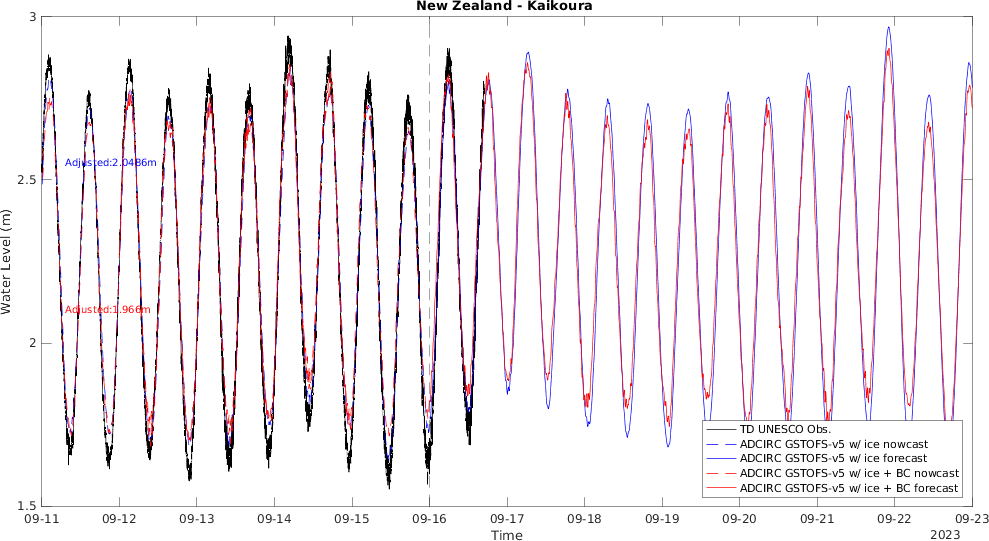 New Zealand - Kaikoura
3
2.5
2
1.5
Water Level (m)
Adjusted:2.0486m
Adjusted:1.966m
TD UNESCO Obs.
ADCIRC GSTOFS-v5 w/ ice nowcast
ADCIRC GSTOFS-v5 w/ ice forecast
ADCIRC GSTOFS-v5 w/ ice + BC nowcast
ADCIRC GSTOFS-v5 w/ ice + BC forecast
09-11 09-12 09-13 09-14 09-15 09-16 09-17 09-18 09-19 09-20 09-21 09-22 09-23
Time
2023